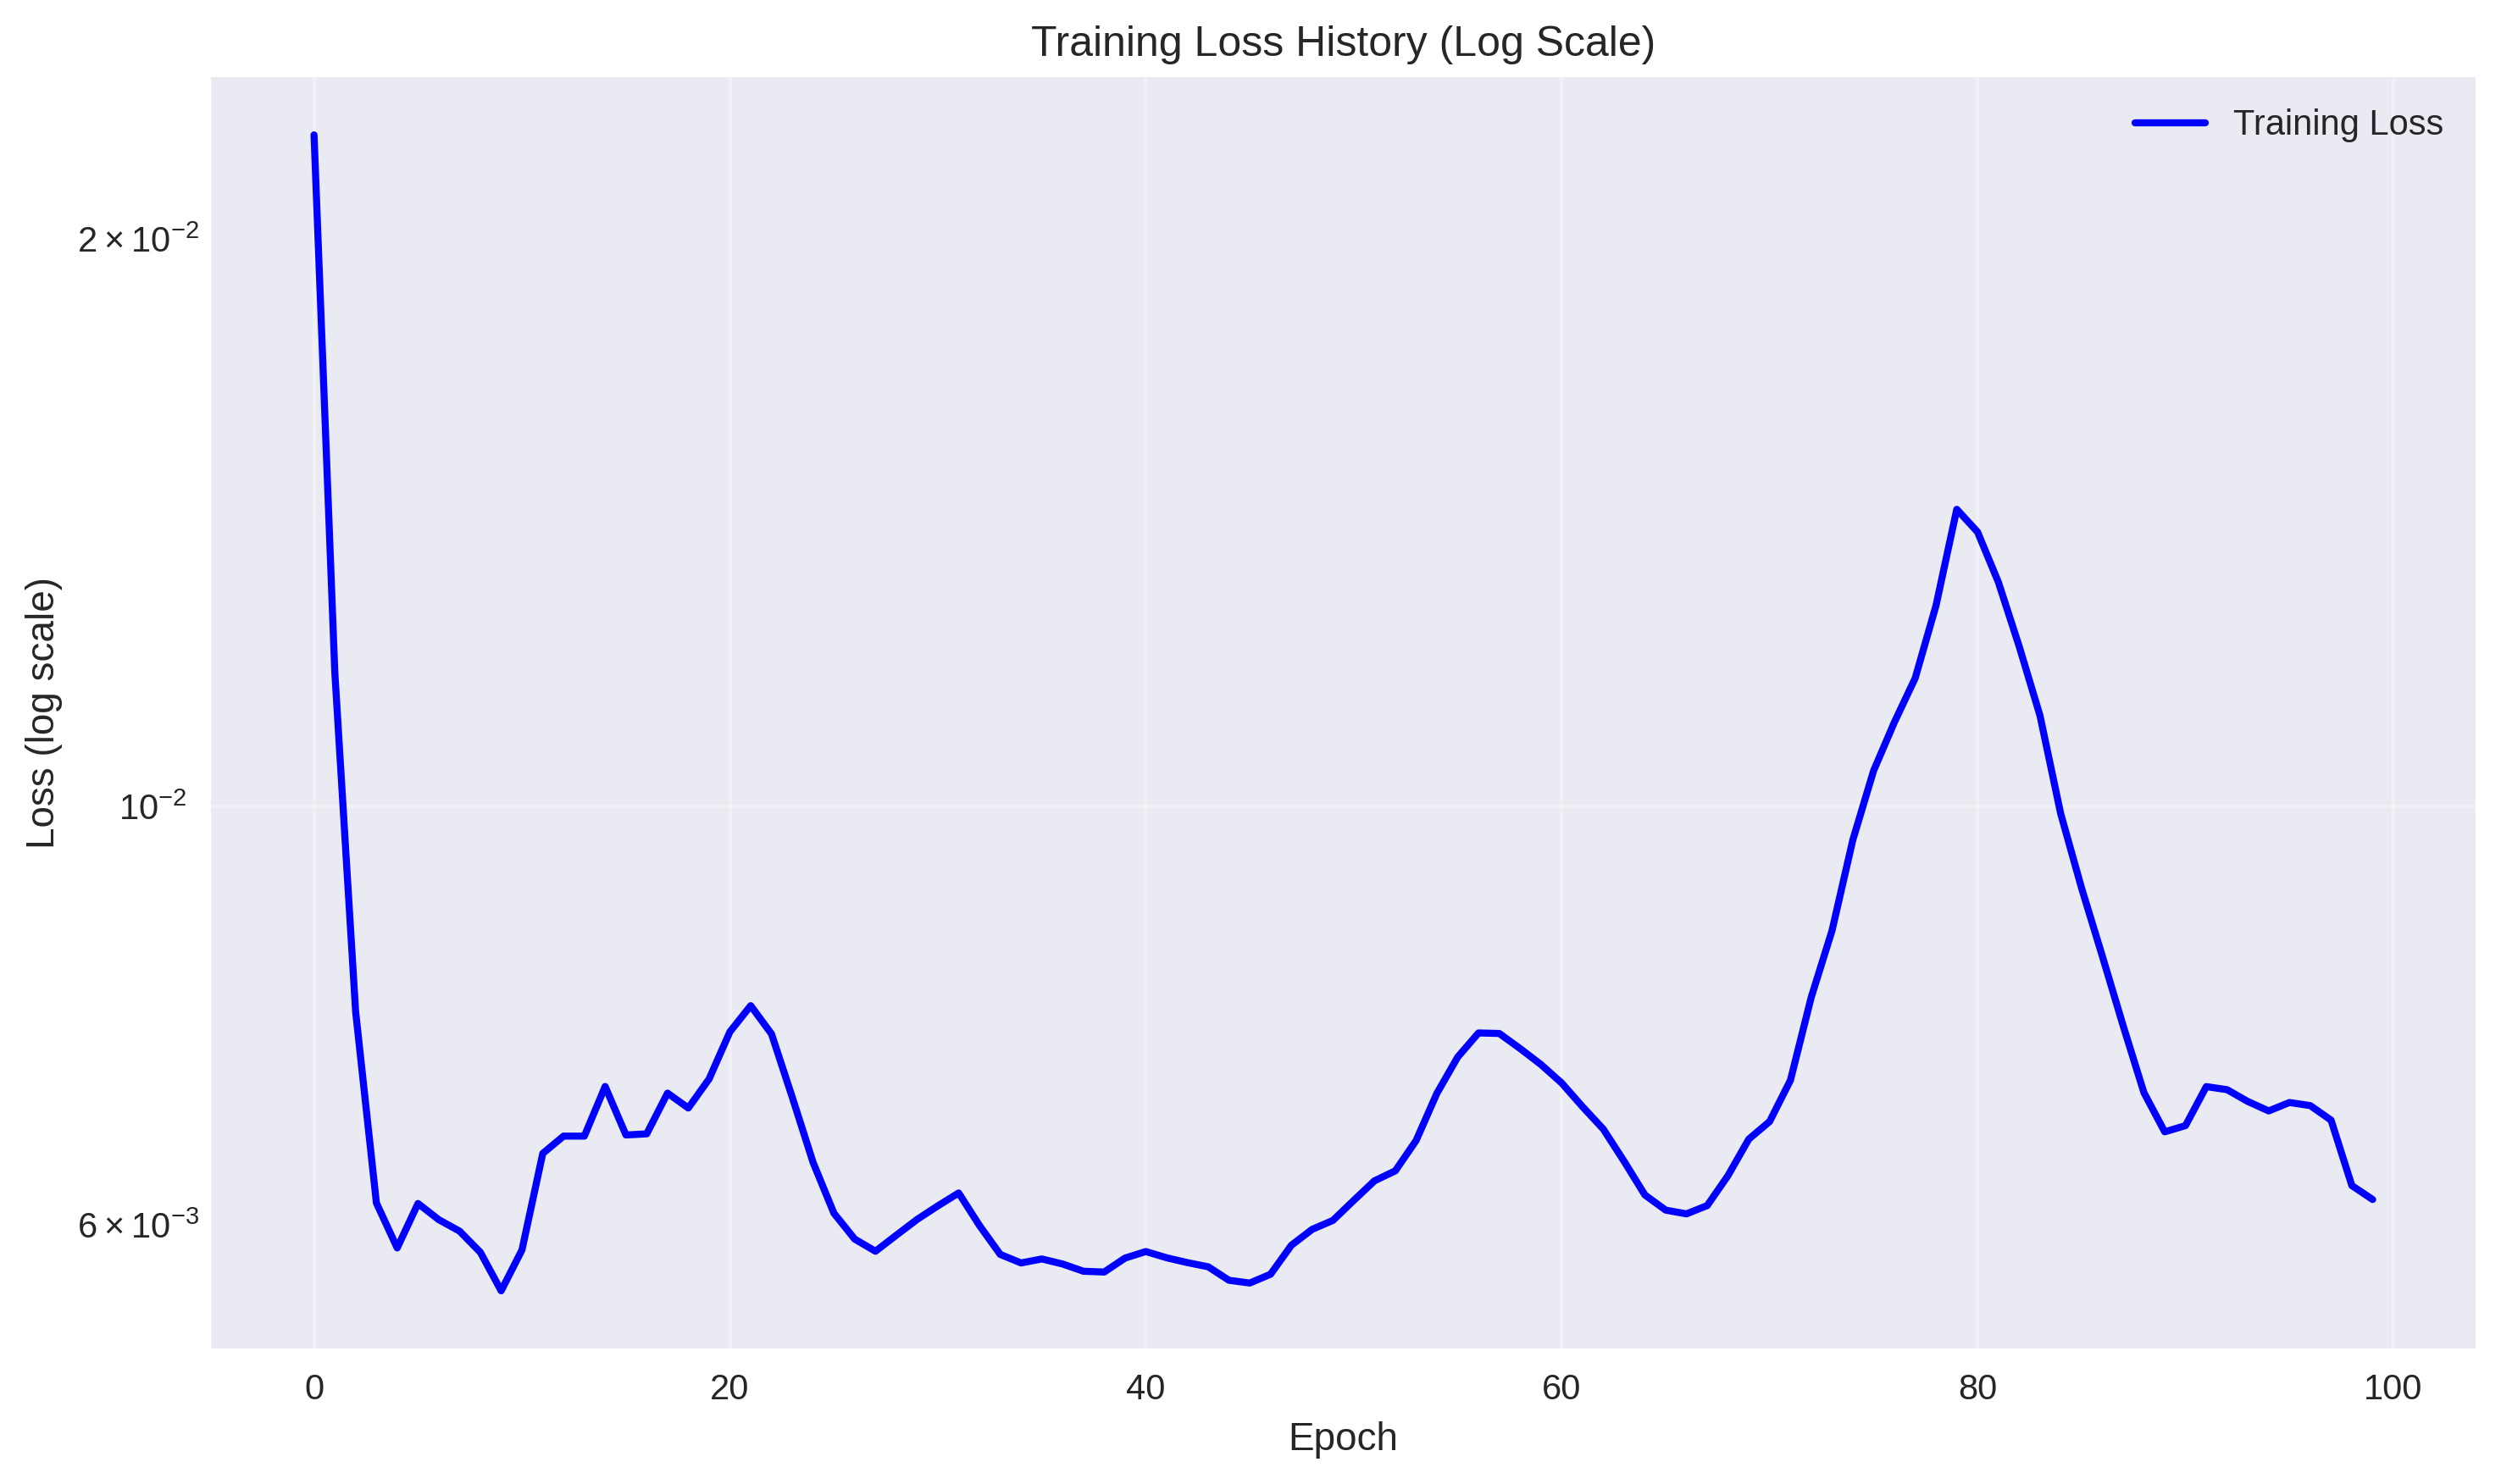 Training Loss History (Log Scale)
Training Loss
2 × 10⁻²
10⁻²
6 × 10⁻³
Loss (log scale)
0 20 40 60 80 100
Epoch